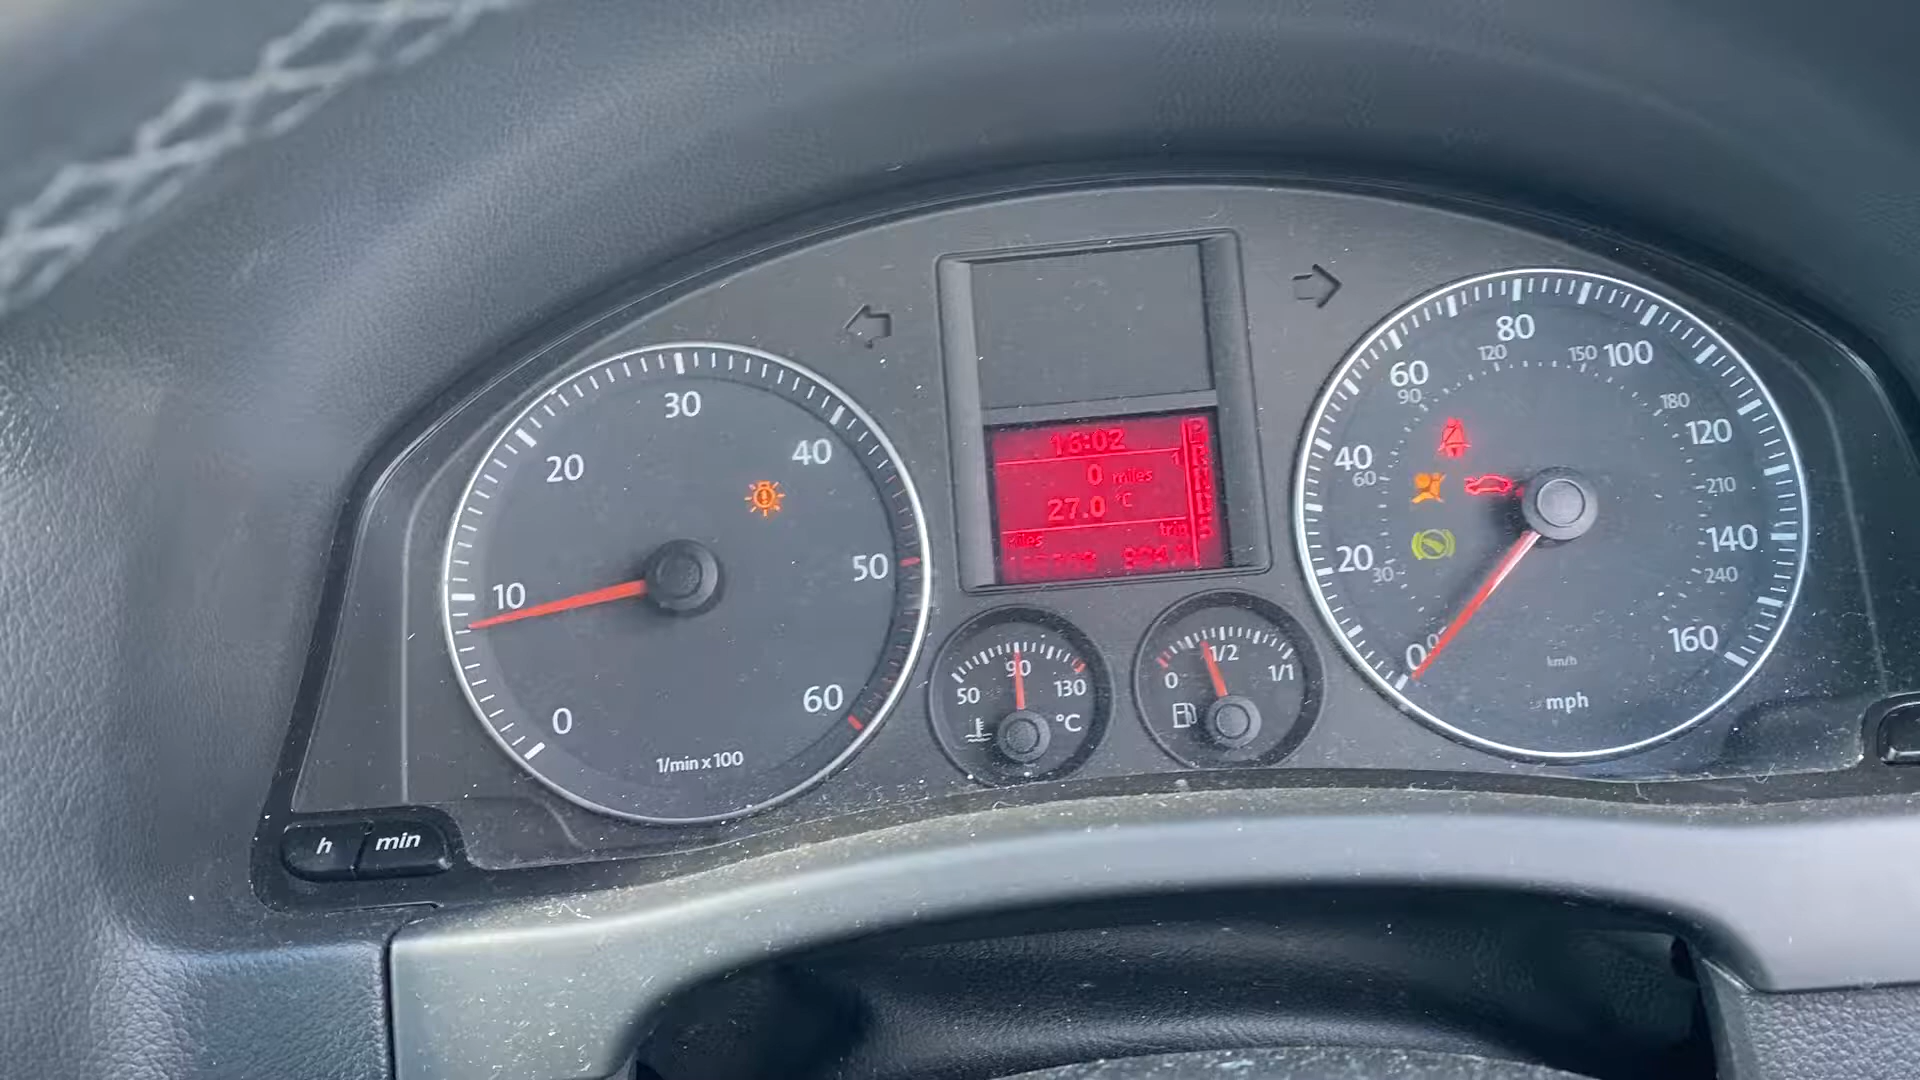 0
10
20
30
40
50
60
1/min x 100
h
min
16:02
1
0 miles
27.0 °C
miles trip
P
R
N
D
S
50
90
130
°C
0
1/2
1/1
0
20
40
60
80
100
120
140
160
30
60
90
120
150
180
210
240
km/h
mph